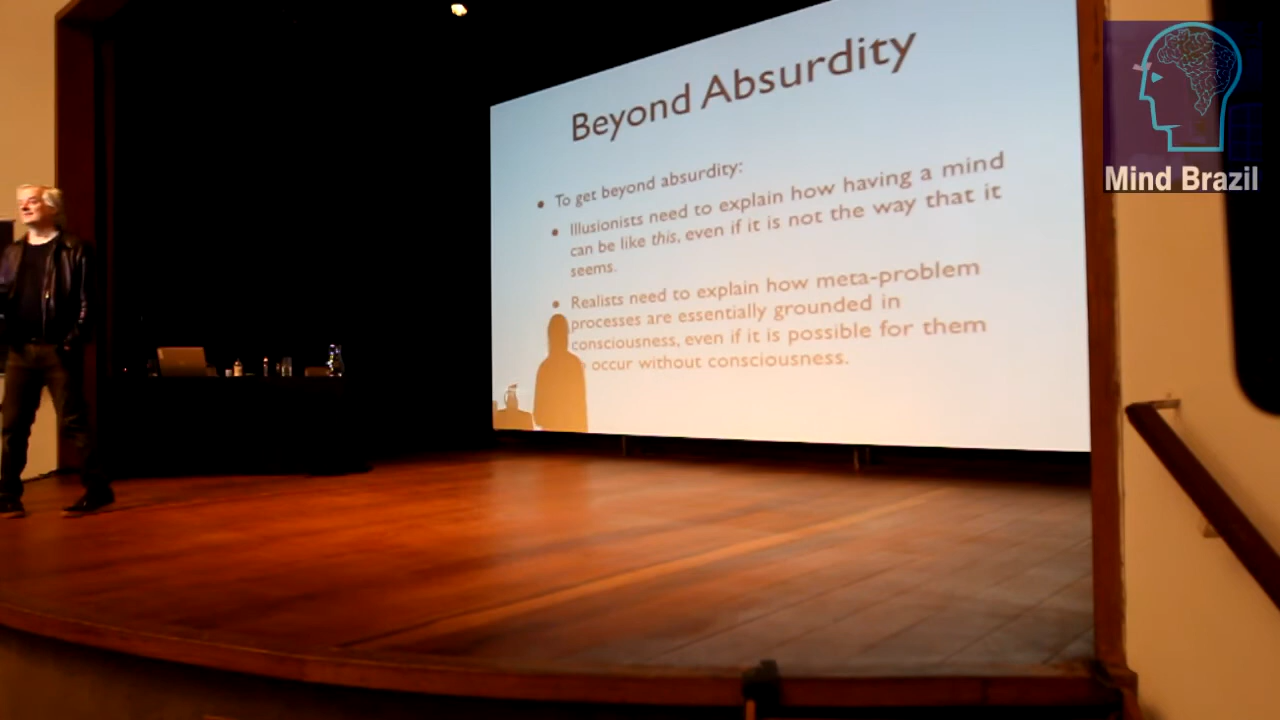 Beyond Absurdity
To get beyond absurdity:
Illusionists need to explain how having a mind
can be like this, even if it is not the way that it
seems.
Realists need to explain how meta-problem
processes are essentially grounded in
consciousness, even if it is possible for them
occur without consciousness.
Mind Brazil